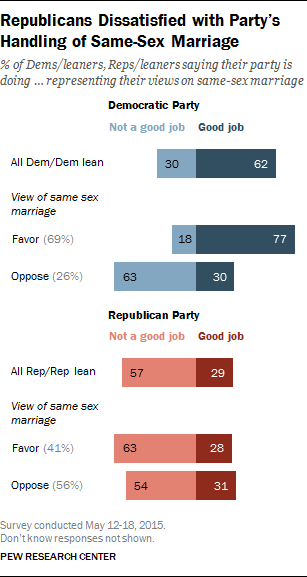 Republicans Dissatisfied with Party's
Handling of Same-Sex Marriage
% of Dems/leaners, Reps/leaners saying their party is
doing ... representing their views on same-sex marriage
Democratic Party
Not a good job Good job
All Dem/Dem lean 30 62
View of same sex
marriage
Favor (69%) 18 77
Oppose (26%) 63 30
Republican Party
Not a good job Good job
All Rep/Rep lean 57 29
View of same sex
marriage
Favor (41%) 63 28
Oppose (56%) 54 31
Survey conducted May 12-18, 2015.
Don't know responses not shown.
PEW RESEARCH CENTER